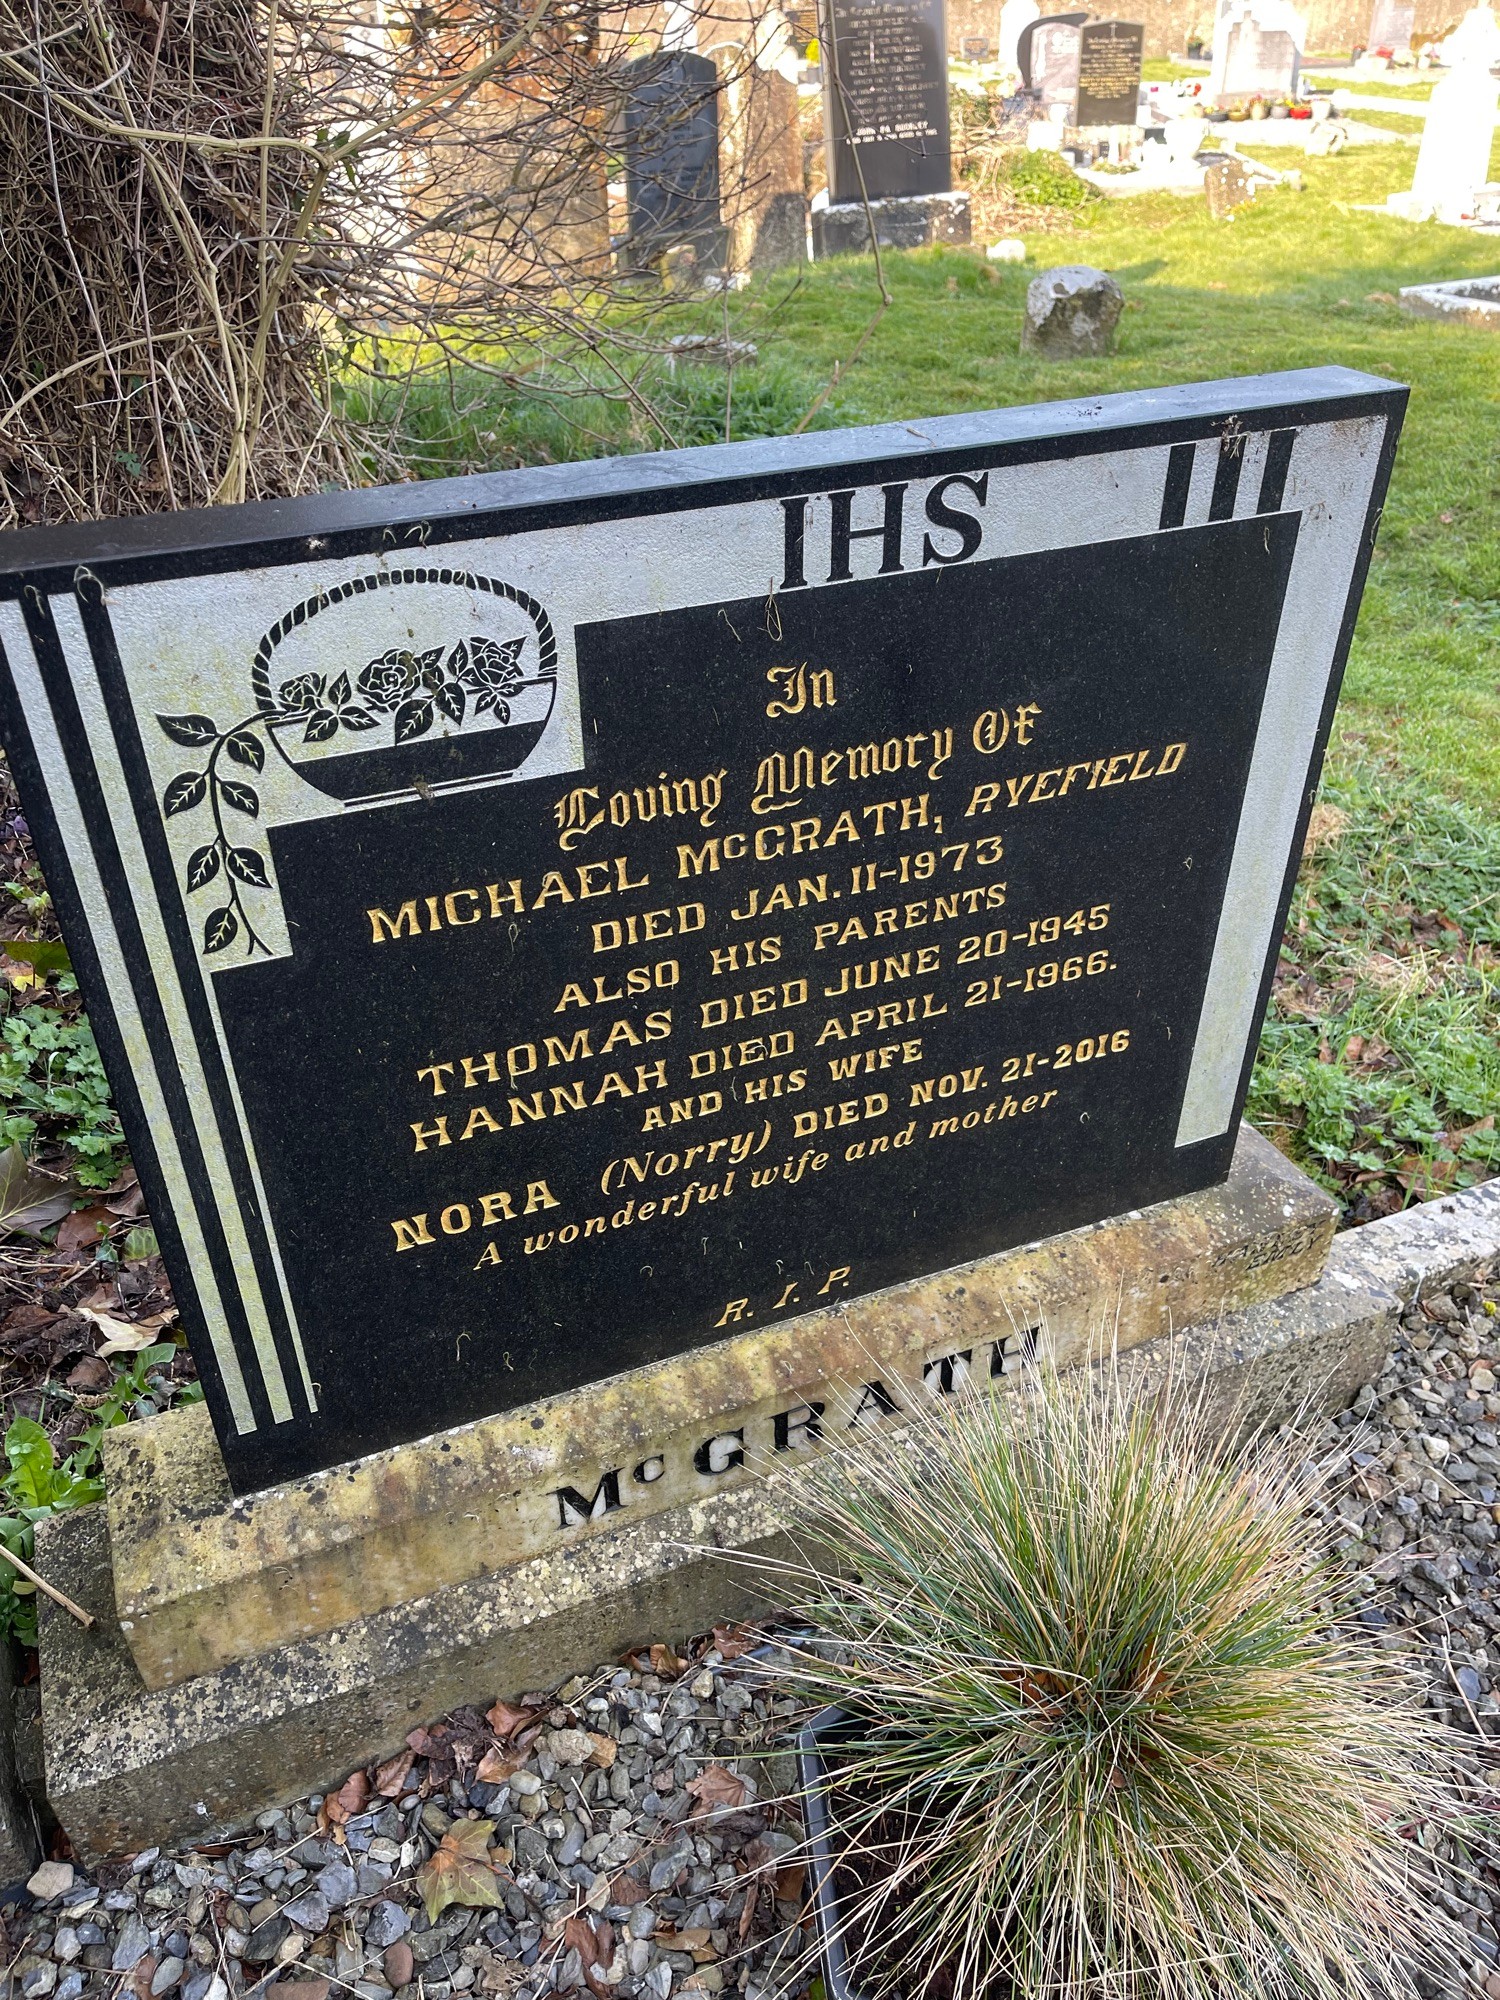 IHS
In
Loving Memory Of
MICHAEL McGRATH, RYEFIELD
DIED JAN. 11-1973
ALSO HIS PARENTS
THOMAS DIED JUNE 20-1945
HANNAH DIED APRIL 21-1966.
AND HIS WIFE
NORA (Norry) DIED NOV. 21-2016
A wonderful wife and mother
R. I. P.
McGRATH